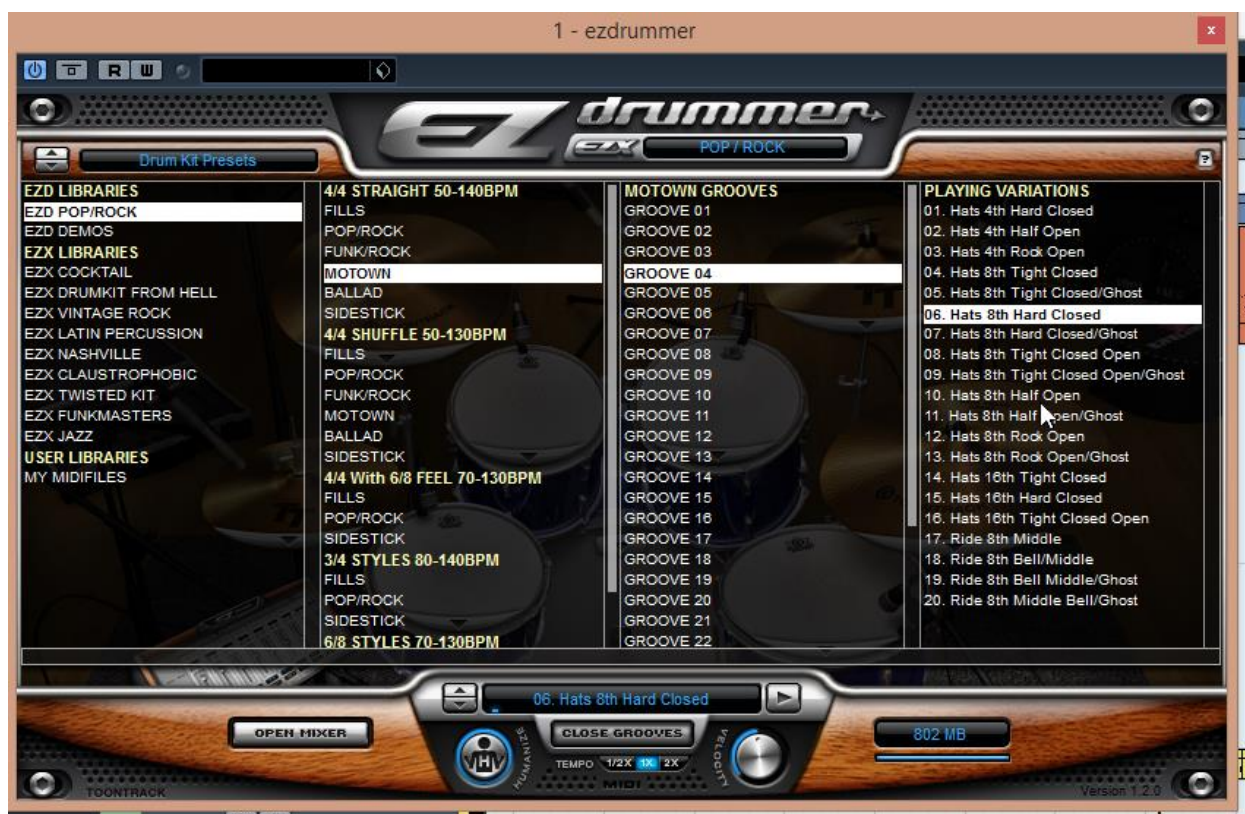 1 - ezdrummer
x
R W
EZ drummer
EZX POP / ROCK
Drum Kit Presets
?
EZD LIBRARIES
EZD POP/ROCK
EZD DEMOS
EZX LIBRARIES
EZX COCKTAIL
EZX DRUMKIT FROM HELL
EZX VINTAGE ROCK
EZX LATIN PERCUSSION
EZX NASHVILLE
EZX CLAUSTROPHOBIC
EZX TWISTED KIT
EZX FUNKMASTERS
EZX JAZZ
USER LIBRARIES
MY MIDIFILES
4/4 STRAIGHT 50-140BPM
FILLS
POP/ROCK
FUNK/ROCK
MOTOWN
BALLAD
SIDESTICK
4/4 SHUFFLE 50-130BPM
FILLS
POP/ROCK
FUNK/ROCK
MOTOWN
BALLAD
SIDESTICK
4/4 With 6/8 FEEL 70-130BPM
FILLS
POP/ROCK
SIDESTICK
3/4 STYLES 80-140BPM
FILLS
POP/ROCK
SIDESTICK
6/8 STYLES 70-130BPM
MOTOWN GROOVES
GROOVE 01
GROOVE 02
GROOVE 03
GROOVE 04
GROOVE 05
GROOVE 06
GROOVE 07
GROOVE 08
GROOVE 09
GROOVE 10
GROOVE 11
GROOVE 12
GROOVE 13
GROOVE 14
GROOVE 15
GROOVE 16
GROOVE 17
GROOVE 18
GROOVE 19
GROOVE 20
GROOVE 21
GROOVE 22
PLAYING VARIATIONS
01. Hats 4th Hard Closed
02. Hats 4th Half Open
03. Hats 4th Rock Open
04. Hats 8th Tight Closed
05. Hats 8th Tight Closed/Ghost
06. Hats 8th Hard Closed
07. Hats 8th Hard Closed/Ghost
08. Hats 8th Tight Closed Open
09. Hats 8th Tight Closed Open/Ghost
10. Hats 8th Half Open
11. Hats 8th Half Open/Ghost
12. Hats 8th Rock Open
13. Hats 8th Rock Open/Ghost
14. Hats 16th Tight Closed
15. Hats 16th Hard Closed
16. Hats 16th Tight Closed Open
17. Ride 8th Middle
18. Ride 8th Bell/Middle
19. Ride 8th Bell Middle/Ghost
20. Ride 8th Middle Bell/Ghost
06. Hats 8th Hard Closed
OPEN MIXER
VHV
HUMANIZE
CLOSE GROOVES
TEMPO 1/2X 1X 2X
MIDI
VELOCITY
802 MB
TOONTRACK
Version 1.2.0